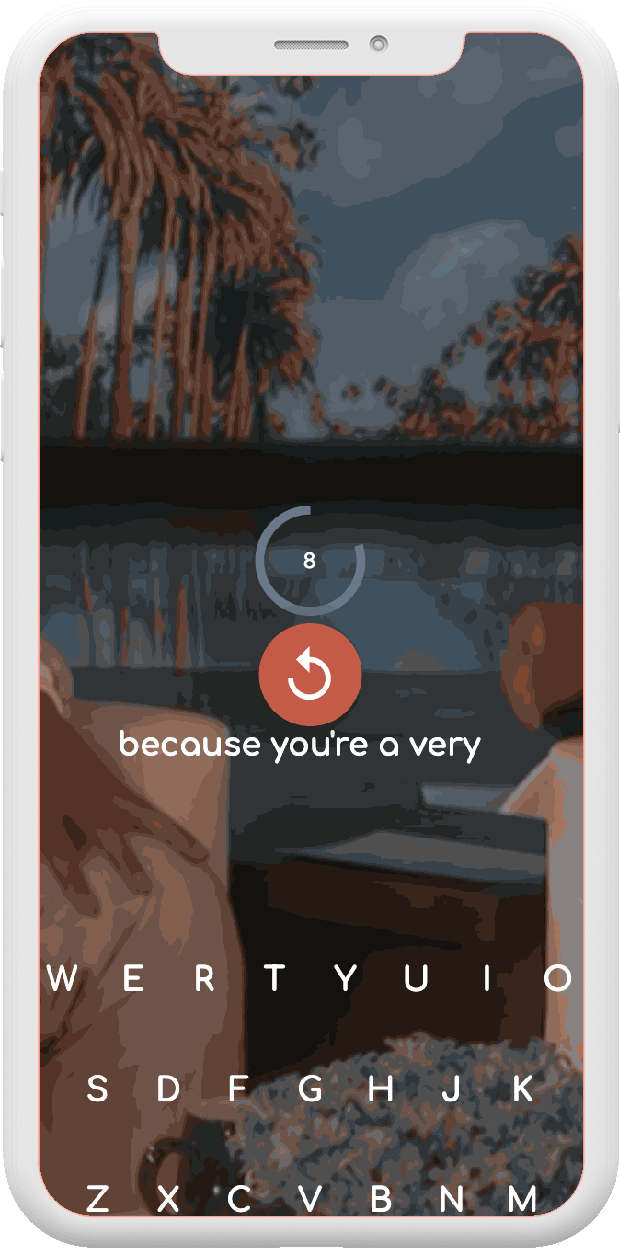 8
because you're a very
W E R T Y U I O
S D F G H J K
Z X C V B N M